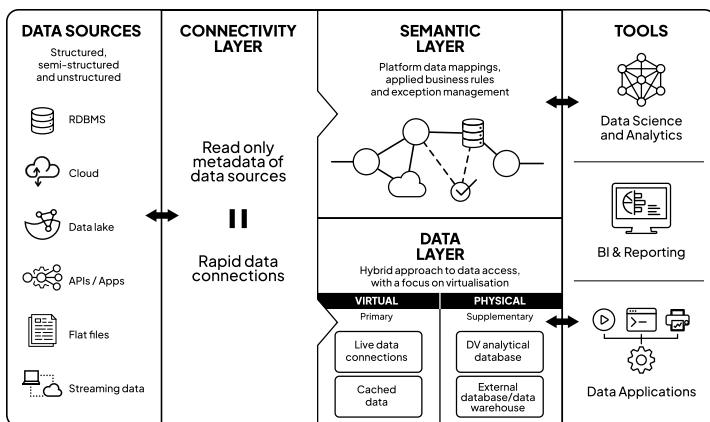 DATA SOURCES
Structured,
semi-structured
and unstructured
RDBMS
Cloud
Data lake
APIs / Apps
Flat files
Streaming data
CONNECTIVITY
LAYER
Read only
metadata of
data sources
Rapid data
connections
SEMANTIC
LAYER
Platform data mappings,
applied business rules
and exception management
DATA
LAYER
Hybrid approach to data access,
with a focus on virtualisation
VIRTUAL
Primary
Live data
connections
Cached
data
PHYSICAL
Supplementary
DV analytical
database
External
database/data
warehouse
TOOLS
Data Science
and Analytics
BI & Reporting
Data Applications